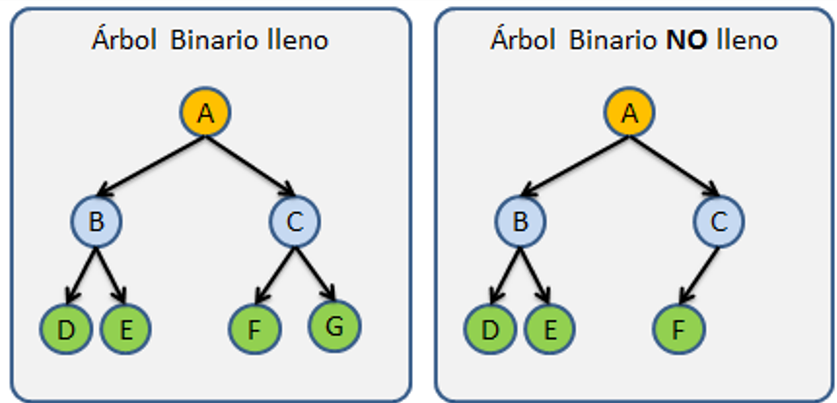 Árbol Binario lleno
A
B
C
D
E
F
G
Árbol Binario NO lleno
A
B
C
D
E
F